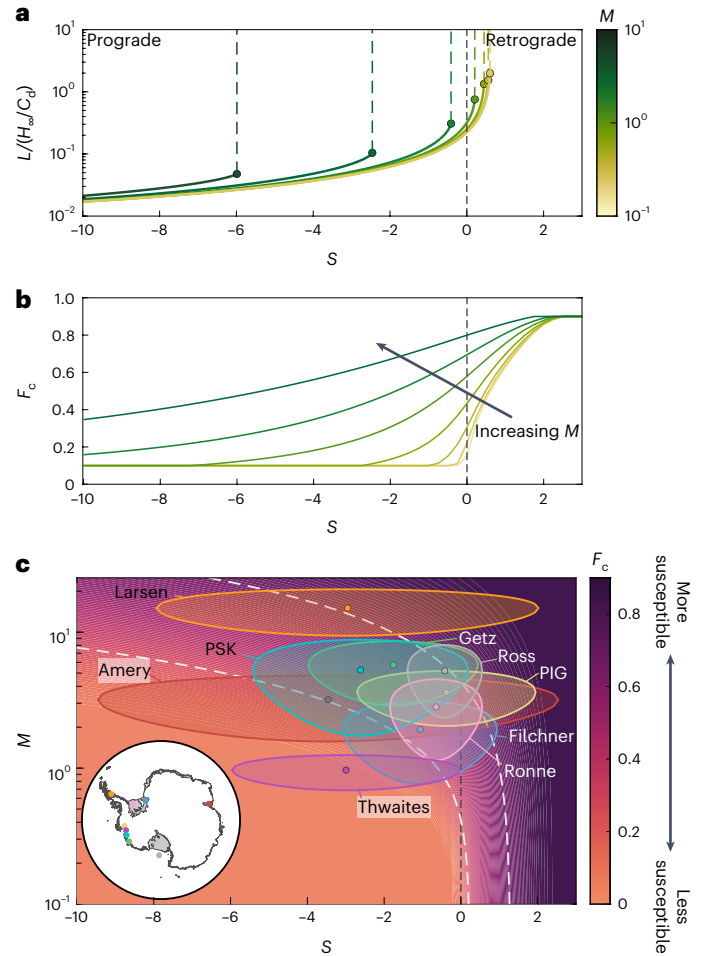 a
Prograde
Retrograde
M
L/(H∞/Cd)
10¹
10⁰
10⁻¹
10⁻²
10¹
10⁰
10⁻¹
−10
−8
−6
−4
−2
0
2
S
b
Fc
1.0
0.8
0.6
0.4
0.2
0
Increasing M
−10
−8
−6
−4
−2
0
2
S
c
Fc
M
10¹
10⁰
10⁻¹
Larsen
PSK
Getz
Ross
Amery
PIG
Filchner
Ronne
Thwaites
−10
−8
−6
−4
−2
0
2
S
0.8
0.6
0.4
0.2
0
More
susceptible
Less
susceptible